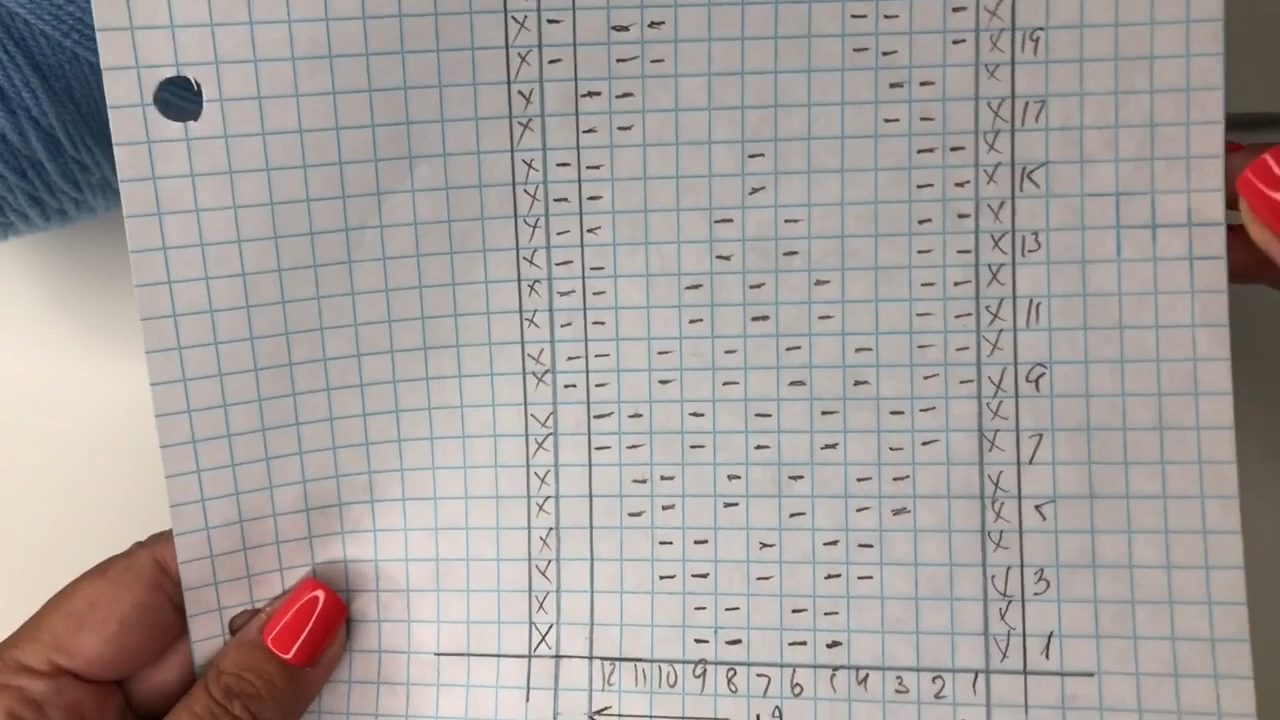 X - - - - - - X
X - - - - - - X 19
X - - - - X
X - - - - X 17
X - - - - - X
X - - - - - X 15
X - - - - - - X
X - - - - - - X 13
X - - - - - - - X
X - - - - - - - X 11
X - - - - - - - - X
X - - - - - - - - X 9
X - - - - - - - X
X - - - - - - - X 7
X - - - - - - X
X - - - - - - X 5
X - - - - - X
X - - - - - X 3
X - - - - X
X - - - - X 1
12 11 10 9 8 7 6 5 4 3 2 1